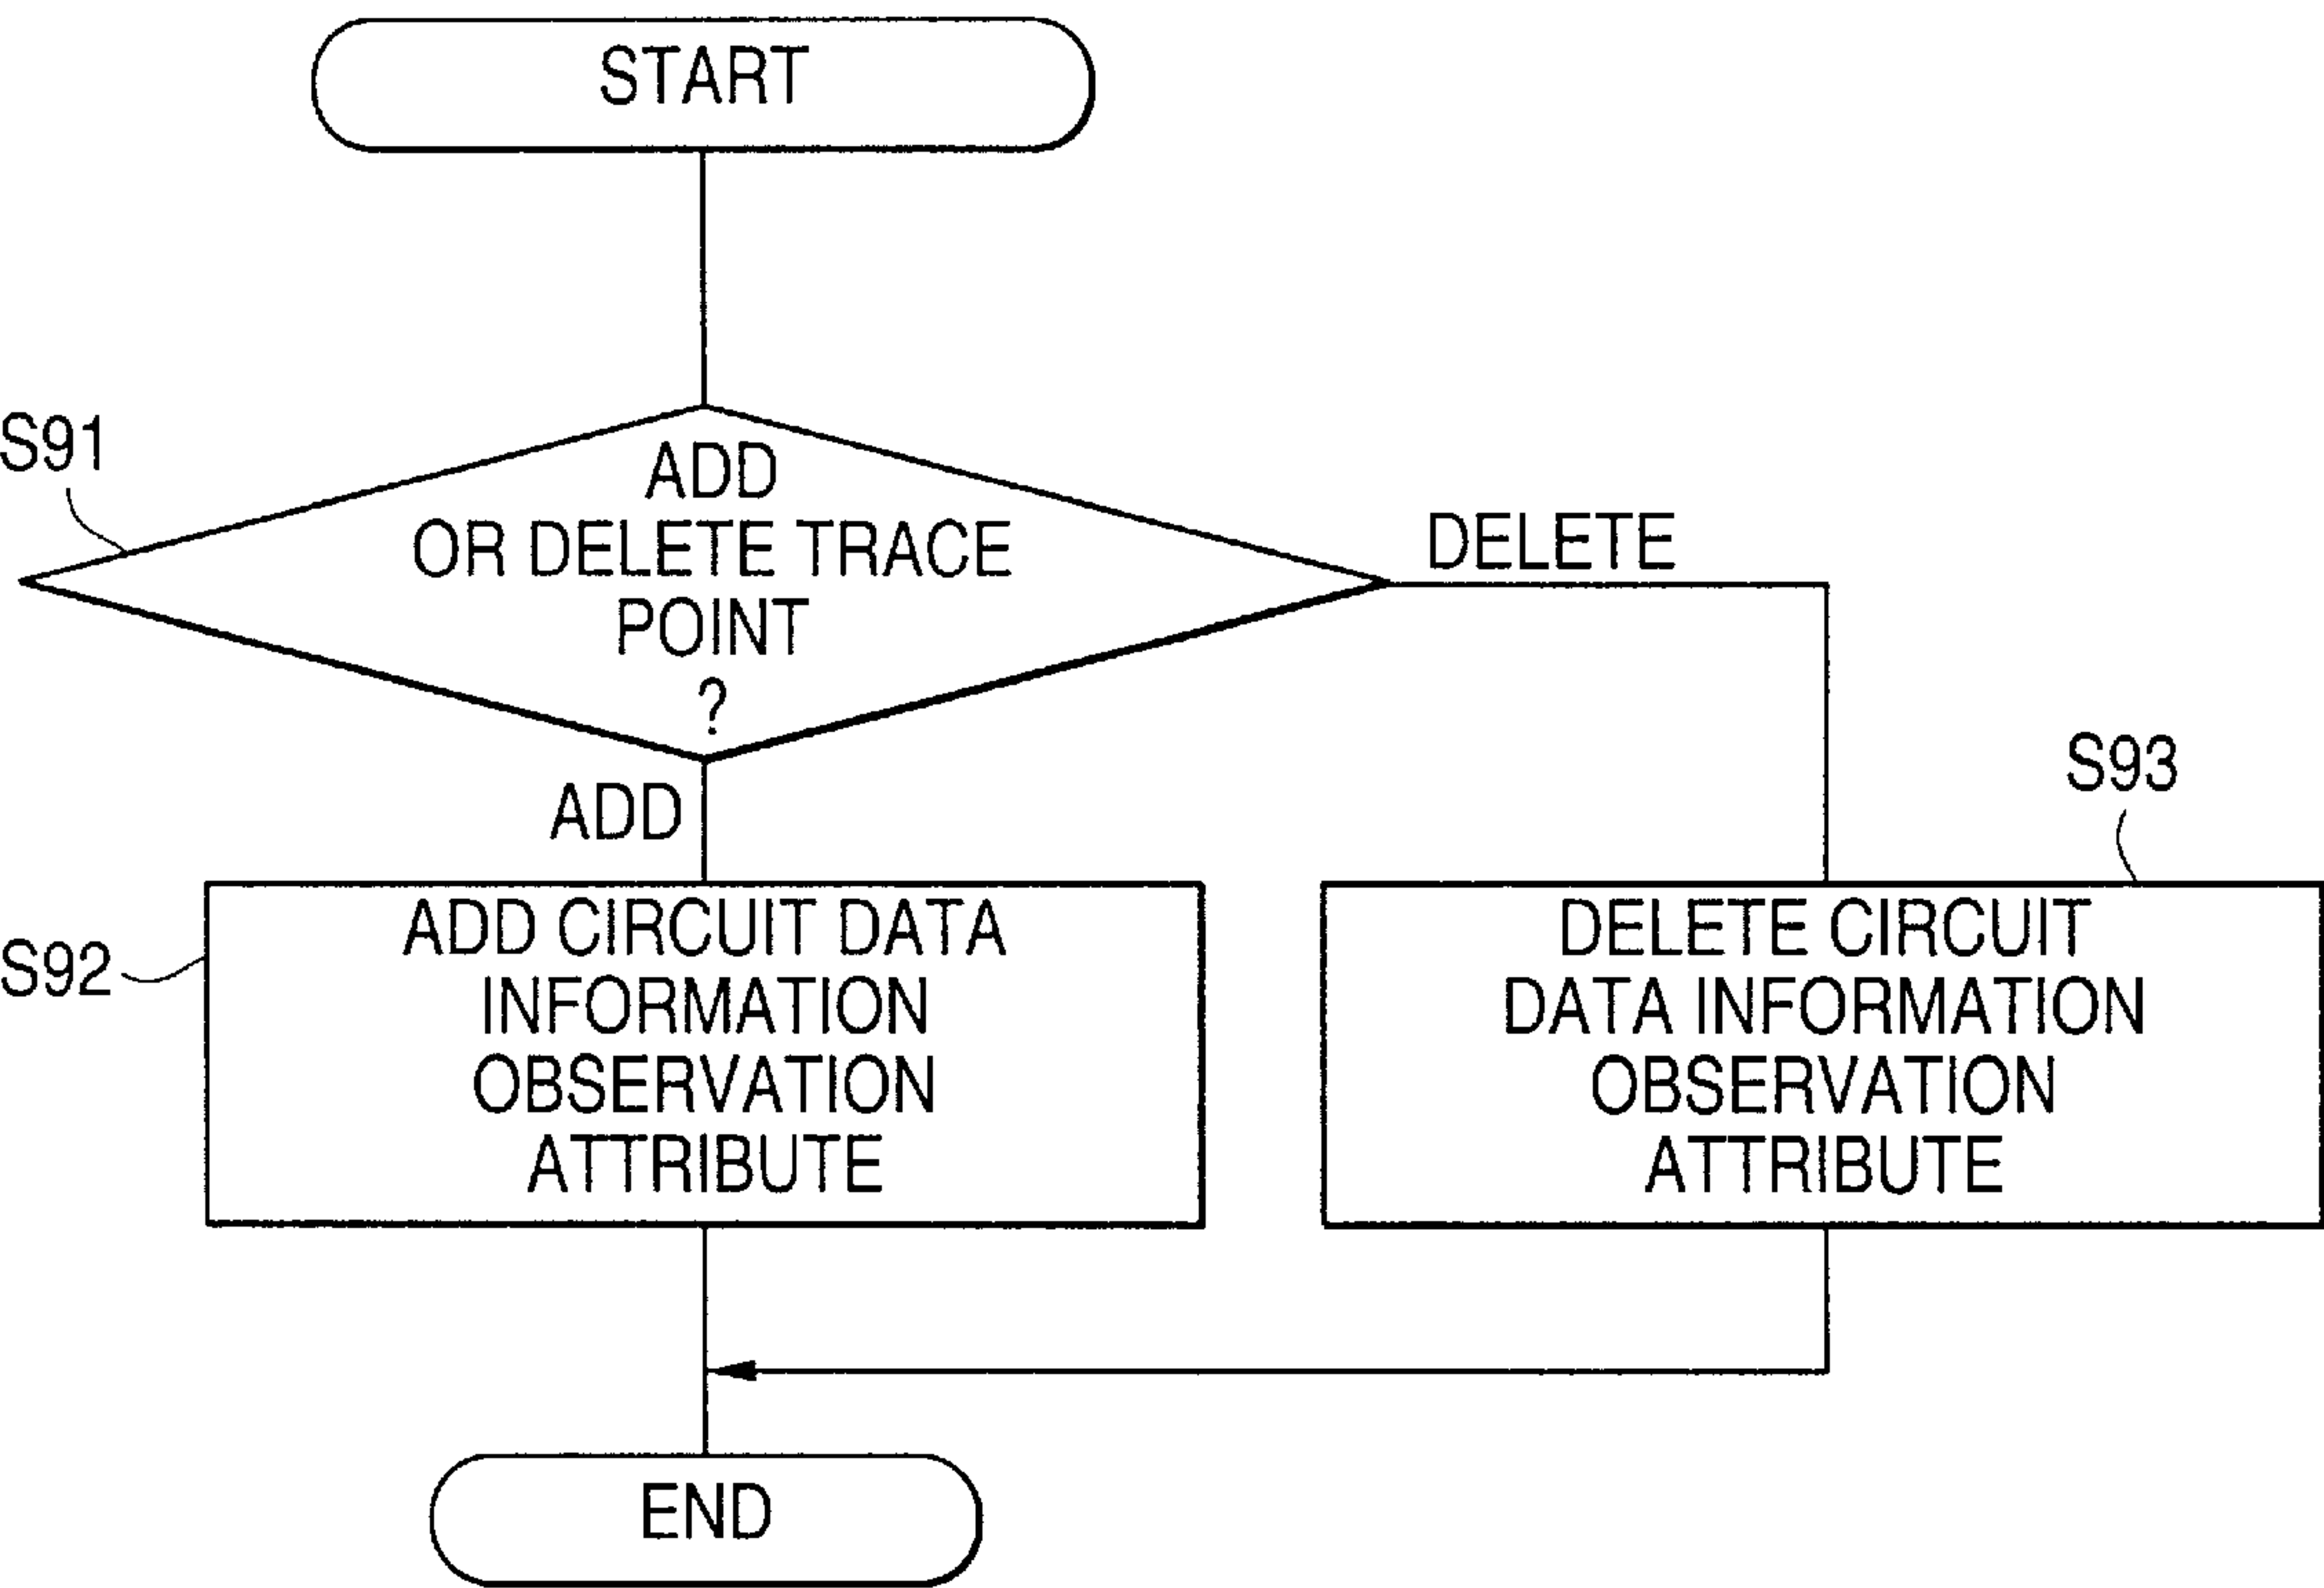 START
S91
ADD
OR DELETE TRACE
POINT
?
DELETE
ADD
S92
ADD CIRCUIT DATA
INFORMATION
OBSERVATION
ATTRIBUTE
S93
DELETE CIRCUIT
DATA INFORMATION
OBSERVATION
ATTRIBUTE
END